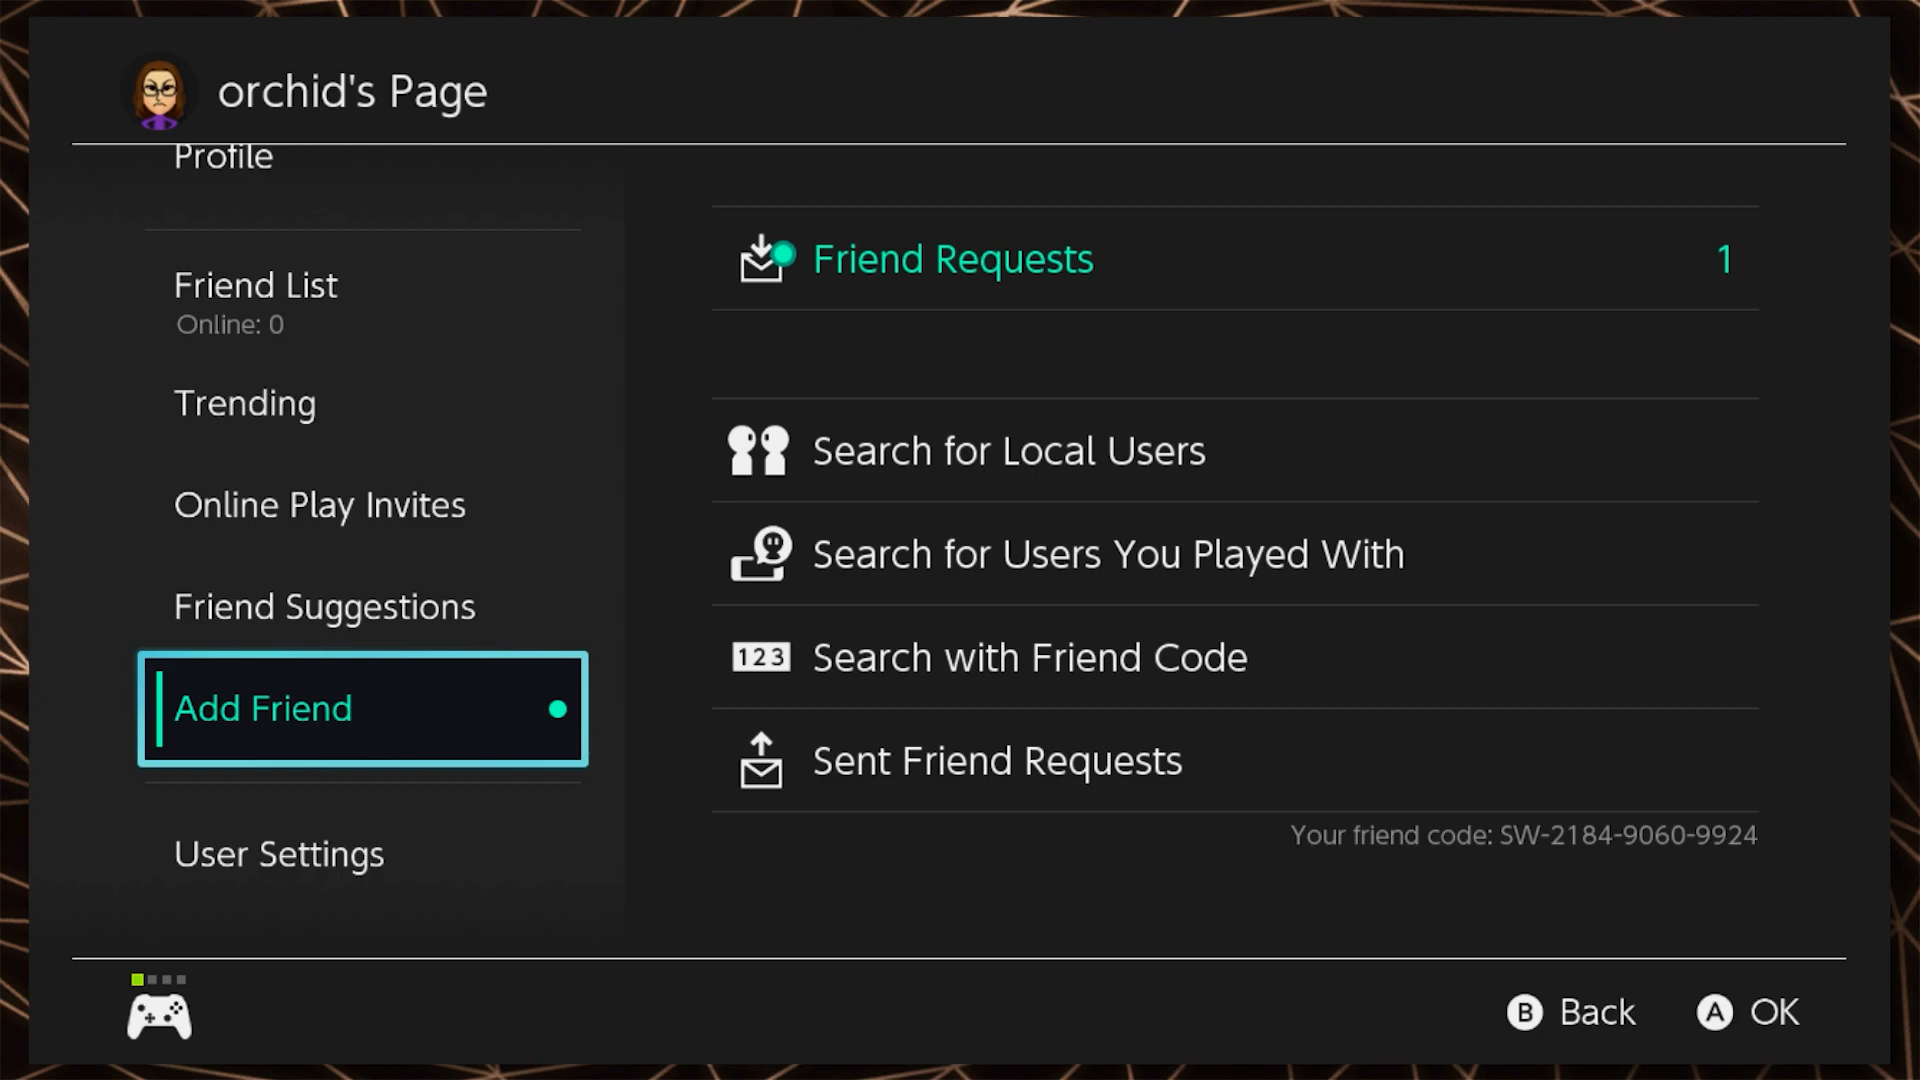 orchid's Page
Profile
Friend List
Online: 0
Trending
Online Play Invites
Friend Suggestions
Add Friend
User Settings
Friend Requests 1
Search for Local Users
Search for Users You Played With
123 Search with Friend Code
Sent Friend Requests
Your friend code: SW-2184-9060-9924
B Back A OK